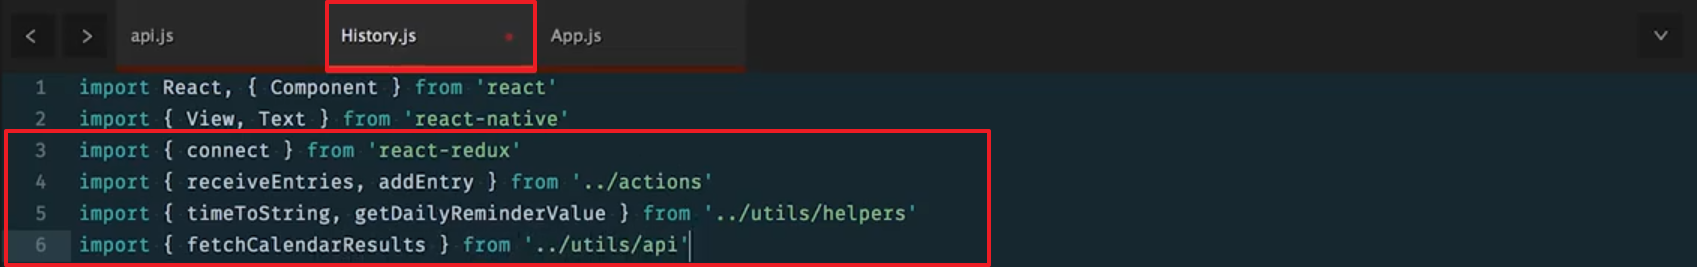 < > api.js History.js App.js
1 import React, { Component } from 'react'
2 import { View, Text } from 'react-native'
3 import { connect } from 'react-redux'
4 import { receiveEntries, addEntry } from '../actions'
5 import { timeToString, getDailyReminderValue } from '../utils/helpers'
6 import { fetchCalendarResults } from '../utils/api'